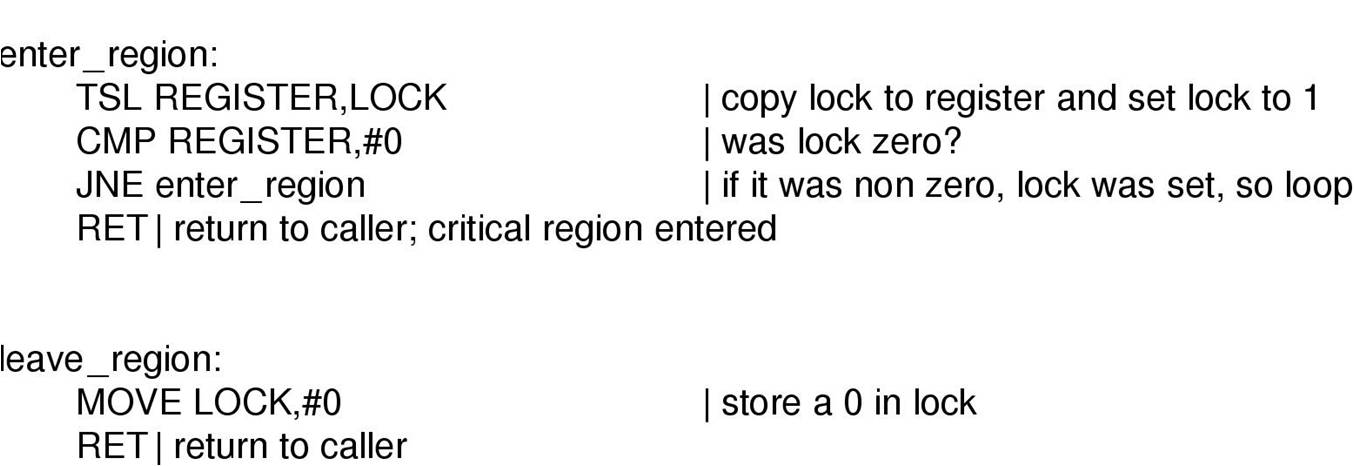 enter_region:
TSL REGISTER,LOCK | copy lock to register and set lock to 1
CMP REGISTER,#0 | was lock zero?
JNE enter_region | if it was non zero, lock was set, so loop
RET | return to caller; critical region entered
leave_region:
MOVE LOCK,#0 | store a 0 in lock
RET | return to caller